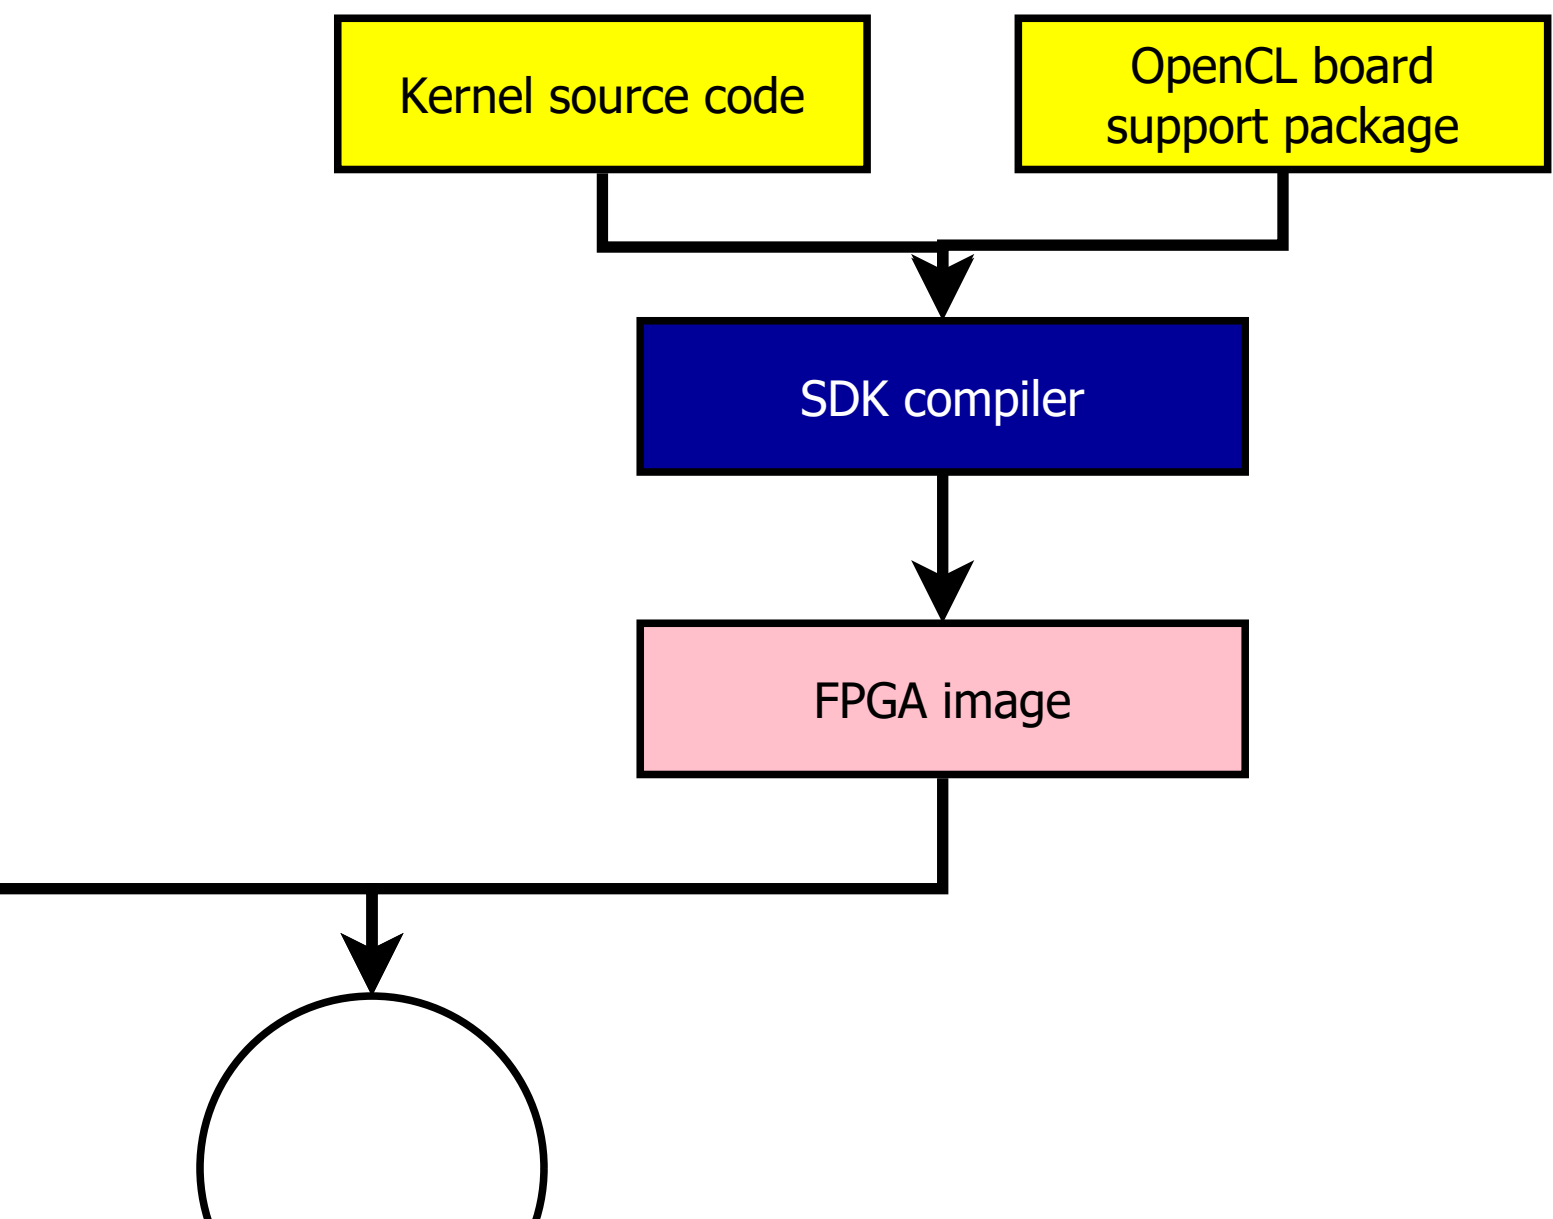 Kernel source code
OpenCL board
support package
SDK compiler
FPGA image